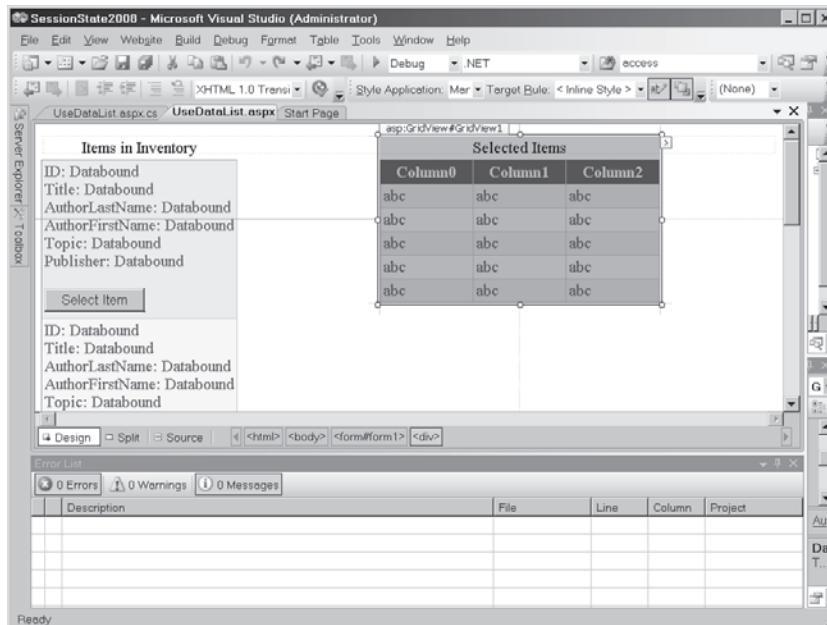 SessionState2008 - Microsoft Visual Studio (Administrator)
File Edit View Website Build Debug Format Table Tools Window Help
Debug .NET access
XHTML 1.0 Transi Style Application: Mar Target Rule: < Inline Style > (None)
UseDataList.aspx.cs UseDataList.aspx Start Page
Server Explorer
Toolbox
asp:GridView#GridView1
Items in Inventory
ID: Databound
Title: Databound
AuthorLastName: Databound
AuthorFirstName: Databound
Topic: Databound
Publisher: Databound
Select Item
ID: Databound
Title: Databound
AuthorLastName: Databound
AuthorFirstName: Databound
Topic: Databound
Selected Items
Column0 Column1 Column2
abc abc abc
abc abc abc
abc abc abc
abc abc abc
abc abc abc
Design Split Source <html> <body> <form#form1> <div>
Error List
0 Errors 0 Warnings 0 Messages
Description File Line Column Project
G
Au
Da
T...
Ready